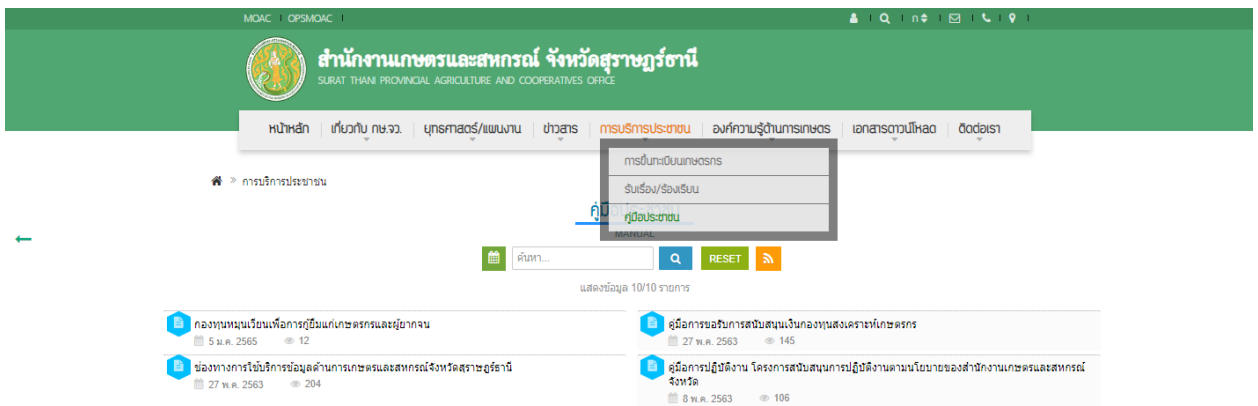 MOAC | OPSMOAC |
ก
สำนักงานเกษตรและสหกรณ์ จังหวัดสุราษฎร์ธานี
SURAT THANI PROVINCIAL AGRICULTURE AND COOPERATIVES OFFICE
หน้าหลัก เกี่ยวกับ กษ.จว. ยุทธศาสตร์/แผนงาน ข่าวสาร การบริการประชาชน องค์ความรู้ด้านการเกษตร เอกสารดาวน์โหลด ติดต่อเรา
การขึ้นทะเบียนเกษตรกร
รับเรื่อง/ร้องเรียน
คู่มือประชาชน
» การบริการประชาชน
คู่มือประชาชน
MANUAL
ค้นหา... RESET
แสดงข้อมูล 10/10 รายการ
กองทุนหมุนเวียนเพื่อการกู้ยืมแก่เกษตรกรและผู้ยากจน
5 ม.ค. 2565 12
คู่มือการขอรับการสนับสนุนเงินกองทุนสงเคราะห์เกษตรกร
27 พ.ค. 2563 145
ช่องทางการใช้บริการข้อมูลด้านการเกษตรและสหกรณ์จังหวัดสุราษฎร์ธานี
27 พ.ค. 2563 204
คู่มือการปฏิบัติงาน โครงการสนับสนุนการปฏิบัติงานตามนโยบายของสำนักงานเกษตรและสหกรณ์
จังหวัด
8 พ.ค. 2563 106